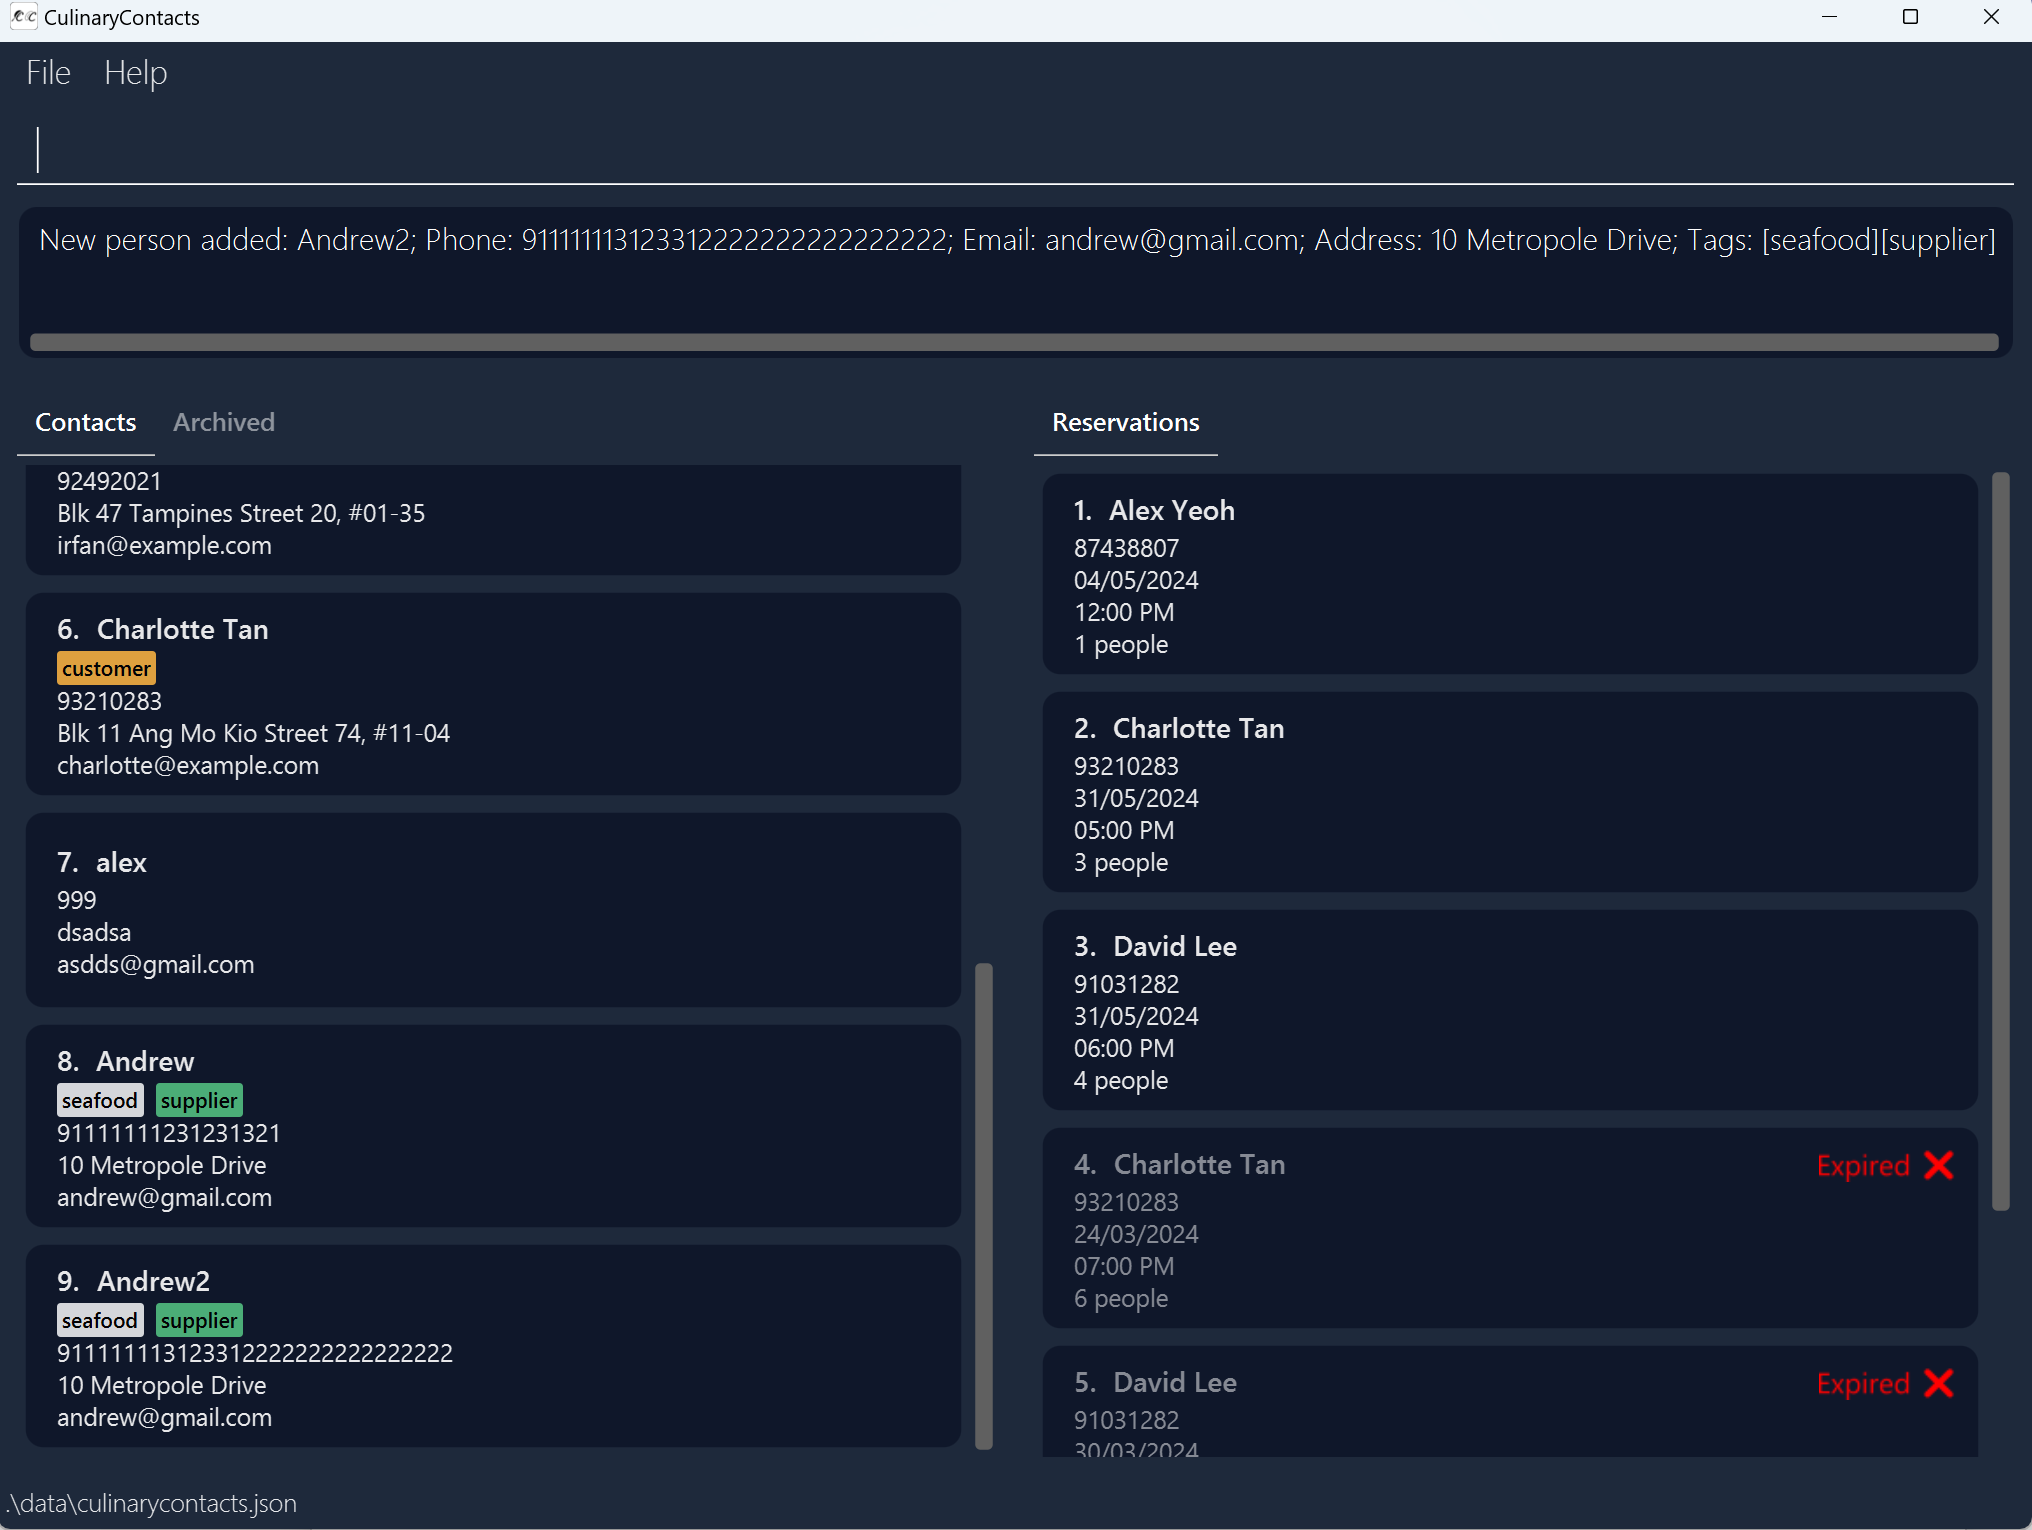 CulinaryContacts
File Help
New person added: Andrew2; Phone: 911111113123312222222222222222; Email: andrew@gmail.com; Address: 10 Metropole Drive; Tags: [seafood][supplier]
Contacts Archived
92492021
Blk 47 Tampines Street 20, #01-35
irfan@example.com
6. Charlotte Tan
customer
93210283
Blk 11 Ang Mo Kio Street 74, #11-04
charlotte@example.com
7. alex
999
dsadsa
asdds@gmail.com
8. Andrew
seafood supplier
91111111231231321
10 Metropole Drive
andrew@gmail.com
9. Andrew2
seafood supplier
911111113123312222222222222222
10 Metropole Drive
andrew@gmail.com
Reservations
1. Alex Yeoh
87438807
04/05/2024
12:00 PM
1 people
2. Charlotte Tan
93210283
31/05/2024
05:00 PM
3 people
3. David Lee
91031282
31/05/2024
06:00 PM
4 people
4. Charlotte Tan
Expired
93210283
24/03/2024
07:00 PM
6 people
5. David Lee
Expired
91031282
30/03/2024
.\data\culinarycontacts.json